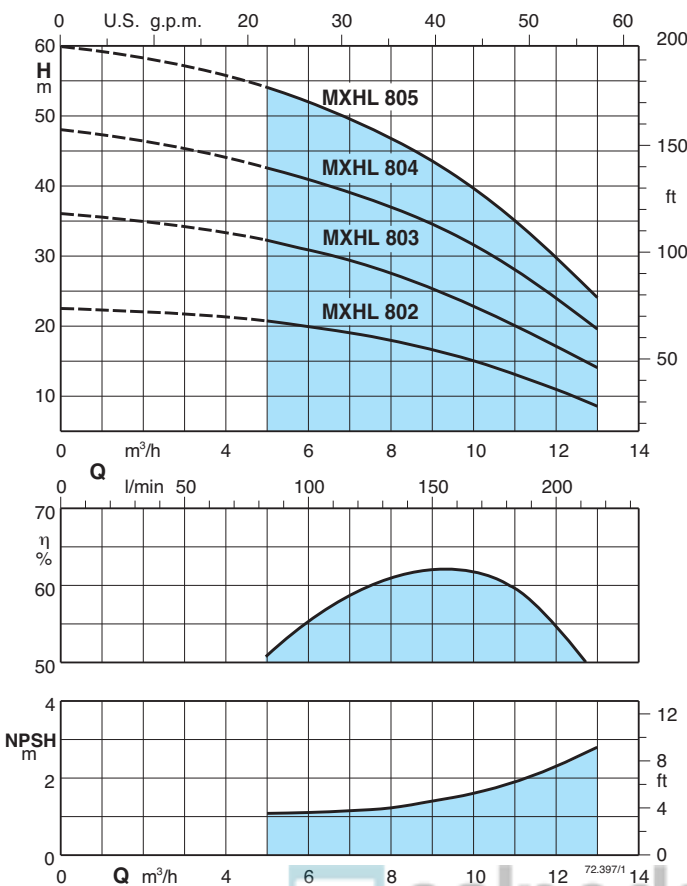 0 U.S. g.p.m. 20 30 40 50 60
60 200
H
m
MXHL 805
50
150
MXHL 804
40
ft
MXHL 803
30 100
MXHL 802
20
50
10
0 m³/h 4 6 8 10 12 14
Q
0 l/min 50 100 150 200
70
η
%
60
50
4
12
NPSH
m
8
2
ft
4
0 0
72.397/1
0 Q m³/h 4 6 8 10 12 14